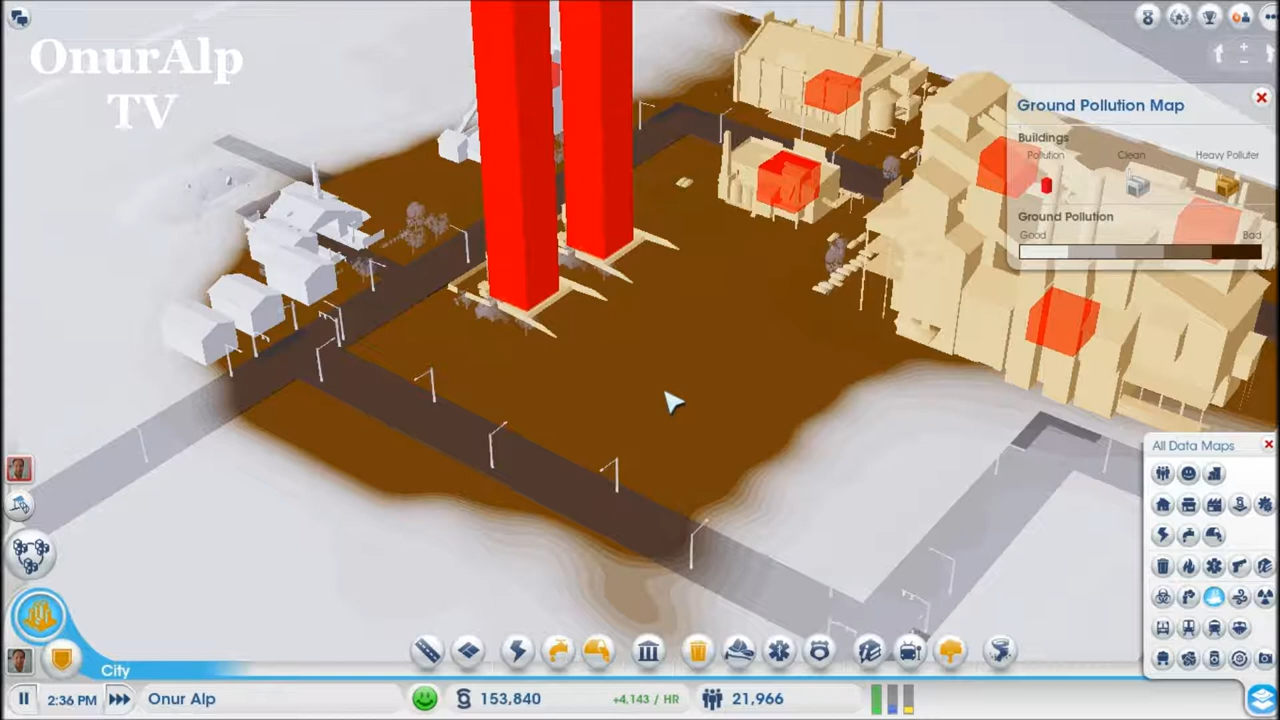 OnurAlp
TV
Ground Pollution Map
Buildings
Pollution Clean Heavy Polluter
Ground Pollution
Good Bad
All Data Maps
City
2:36 PM Onur Alp 153,840 +4,143 / HR 21,966